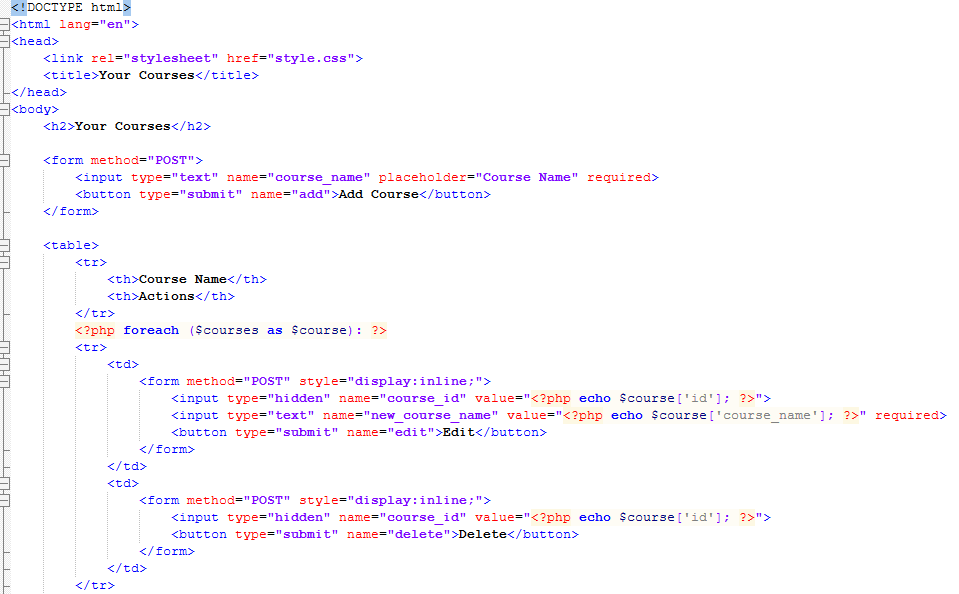 <!DOCTYPE html>
<html lang="en">
<head>
    <link rel="stylesheet" href="style.css">
    <title>Your Courses</title>
</head>
<body>
    <h2>Your Courses</h2>

    <form method="POST">
        <input type="text" name="course_name" placeholder="Course Name" required>
        <button type="submit" name="add">Add Course</button>
    </form>

    <table>
        <tr>
            <th>Course Name</th>
            <th>Actions</th>
        </tr>
        <?php foreach ($courses as $course): ?>
        <tr>
            <td>
                <form method="POST" style="display:inline;">
                    <input type="hidden" name="course_id" value="<?php echo $course['id']; ?>">
                    <input type="text" name="new_course_name" value="<?php echo $course['course_name']; ?>" required>
                    <button type="submit" name="edit">Edit</button>
                </form>
            </td>
            <td>
                <form method="POST" style="display:inline;">
                    <input type="hidden" name="course_id" value="<?php echo $course['id']; ?>">
                    <button type="submit" name="delete">Delete</button>
                </form>
            </td>
        </tr>